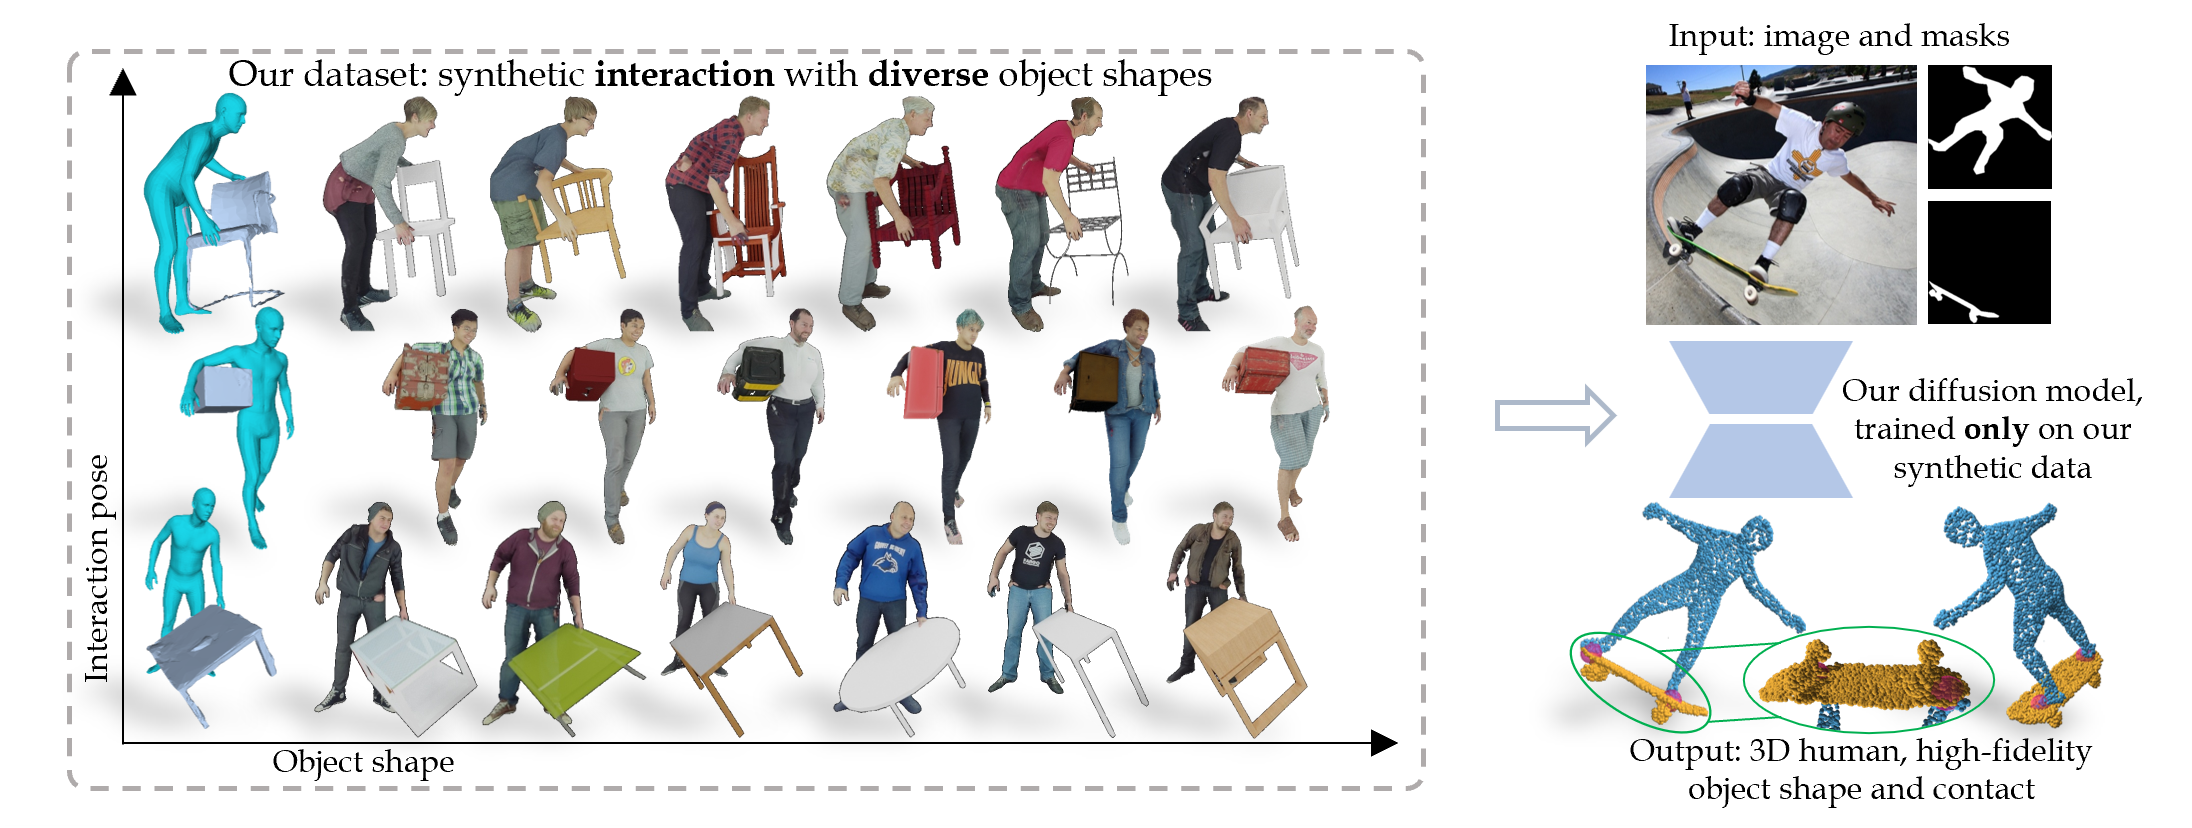 Our dataset: synthetic interaction with diverse object shapes
Interaction pose
Object shape
JUNGLE
Input: image and masks
Our diffusion model,
trained only on our
synthetic data
Output: 3D human, high-fidelity
object shape and contact